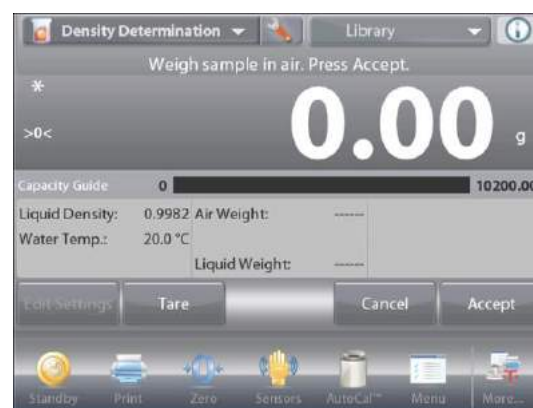 Density Determination Library
Weigh sample in air. Press Accept.
*
>0<
0.00 g
Capacity Guide 0 10200.00
Liquid Density: 0.9982 Air Weight: ------
Water Temp.: 20.0 °C
Liquid Weight: ------
Edit Settings Tare Cancel Accept
Standby Print Zero Sensors AutoCal™ Menu More...